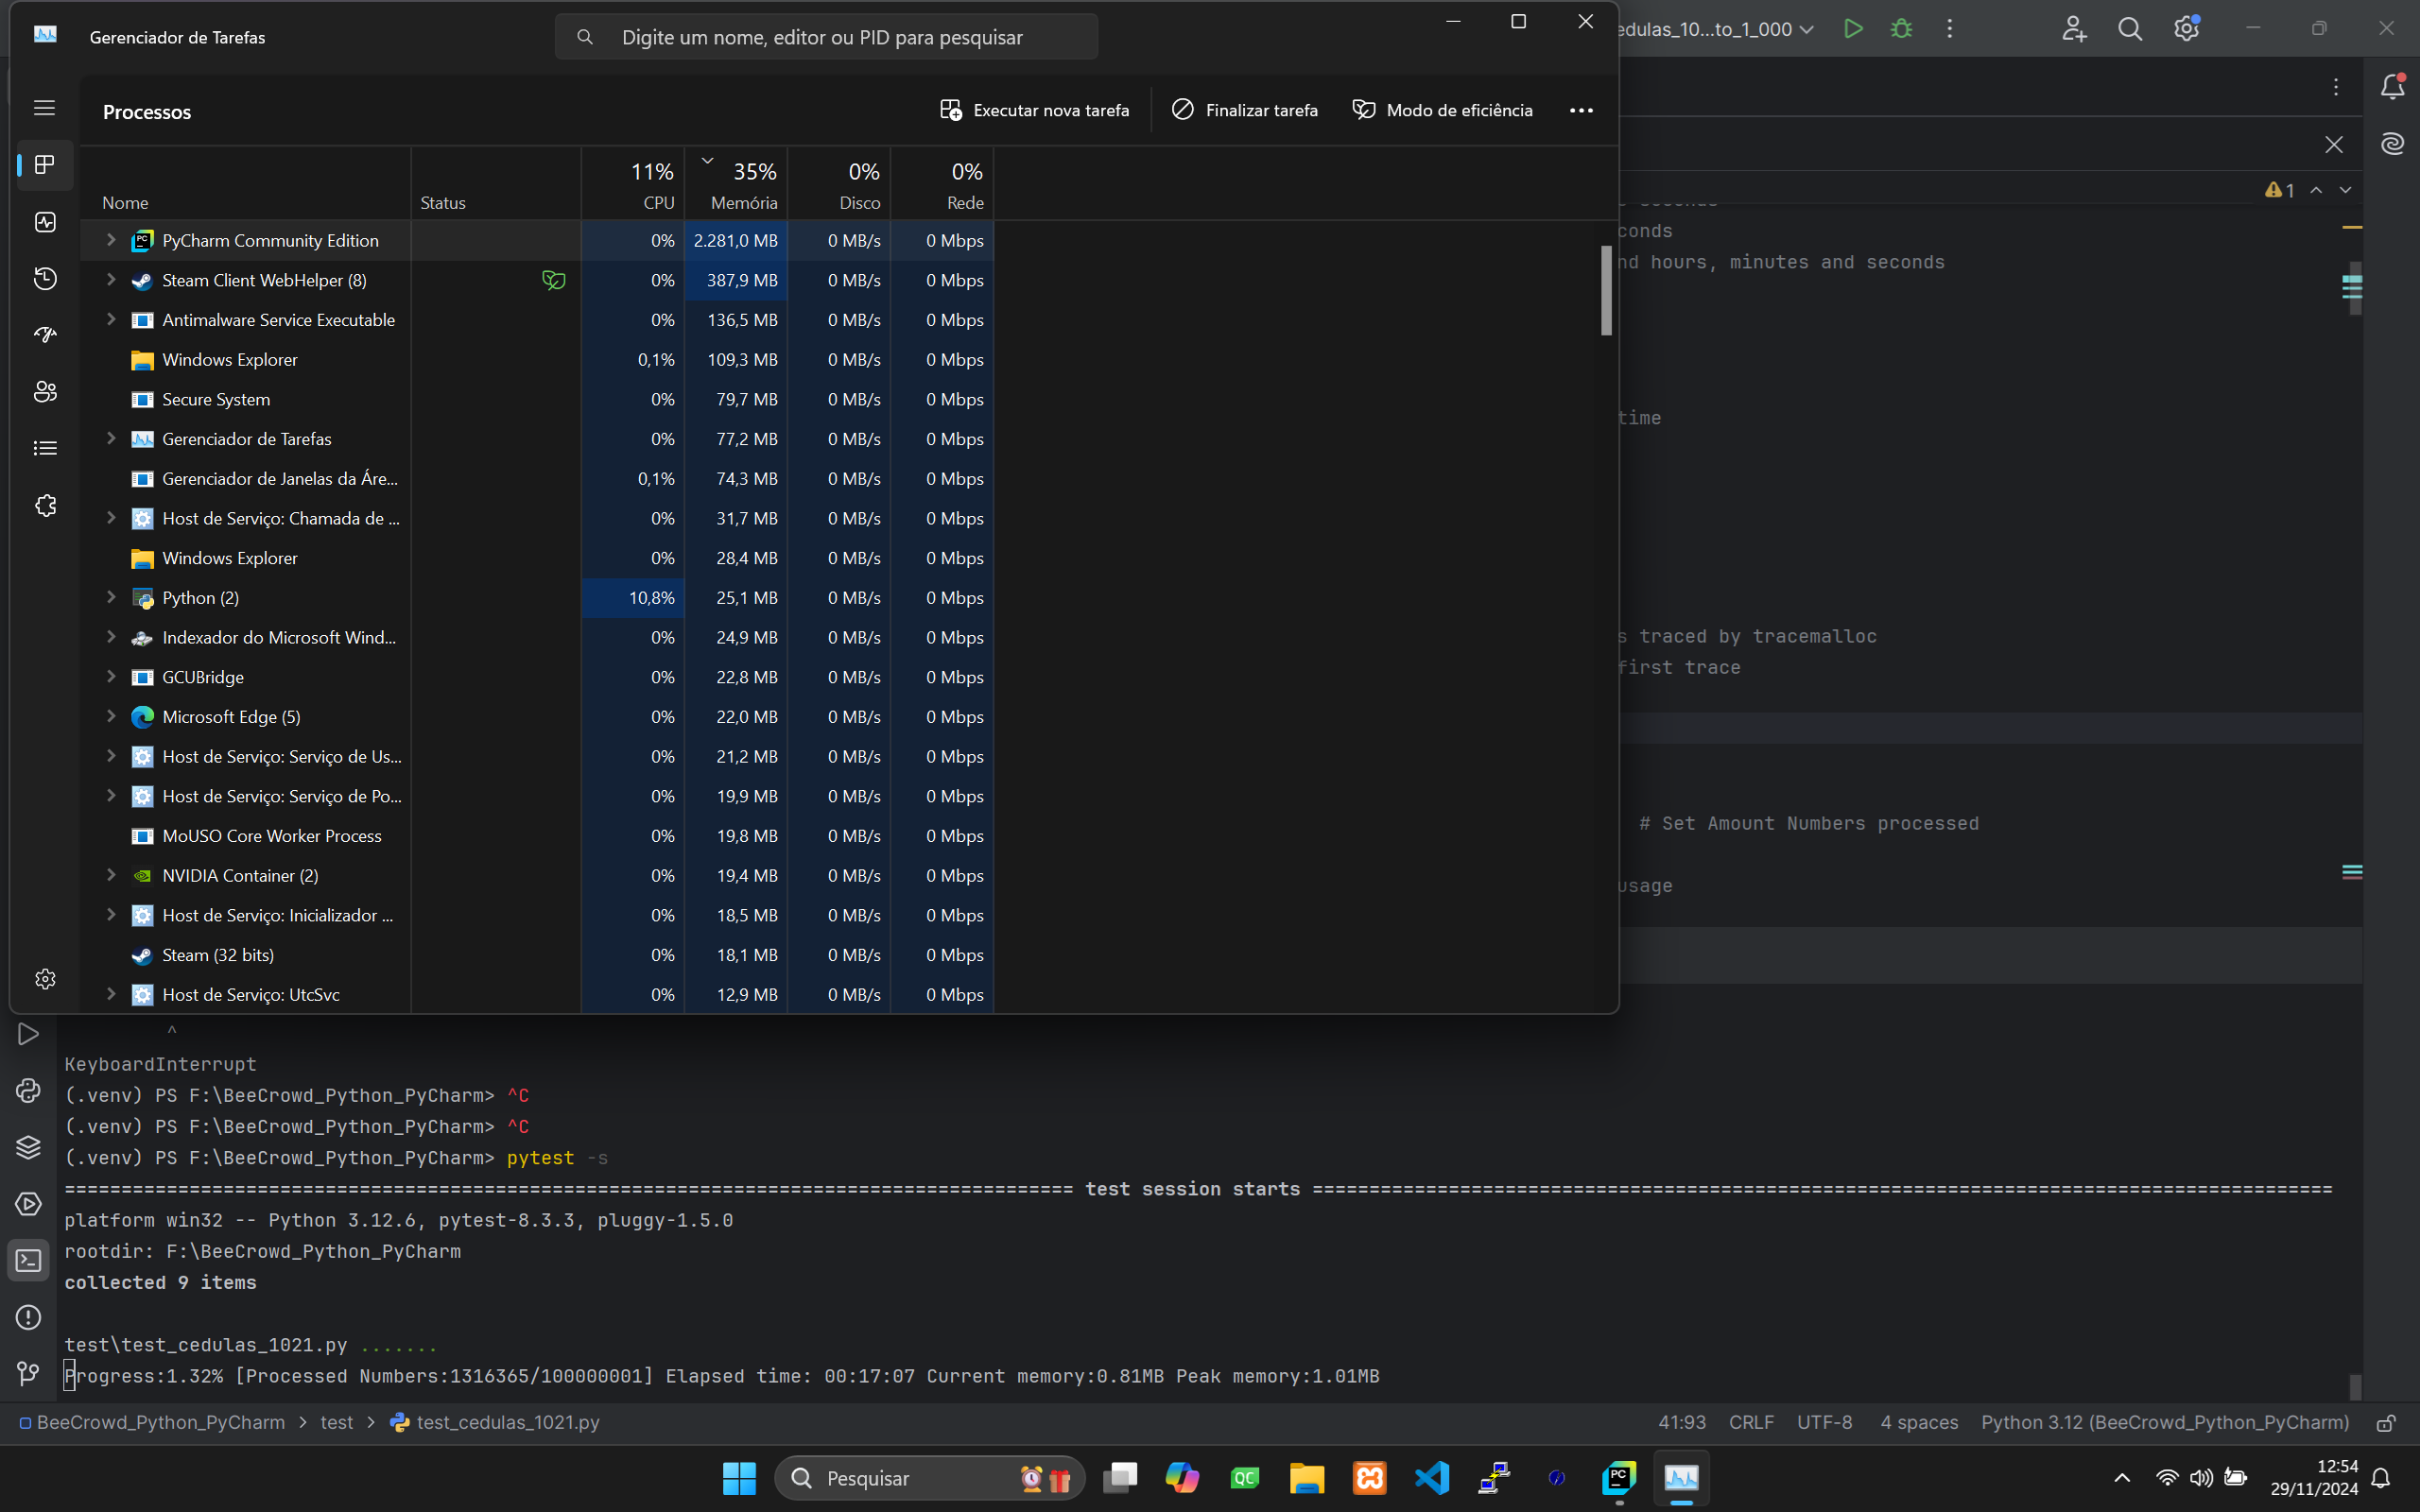 Gerenciador de Tarefas
Digite um nome, editor ou PID para pesquisar
edulas_10...to_1_000
Processos
Executar nova tarefa
Finalizar tarefa
Modo de eficiência
11% 35% 0% 0%
Nome Status CPU Memória Disco Rede
1
PyCharm Community Edition 0% 2.281,0 MB 0 MB/s 0 Mbps
Steam Client WebHelper (8) 0% 387,9 MB 0 MB/s 0 Mbps
Antimalware Service Executable 0% 136,5 MB 0 MB/s 0 Mbps
Windows Explorer 0,1% 109,3 MB 0 MB/s 0 Mbps
Secure System 0% 79,7 MB 0 MB/s 0 Mbps
Gerenciador de Tarefas 0% 77,2 MB 0 MB/s 0 Mbps
Gerenciador de Janelas da Áre... 0,1% 74,3 MB 0 MB/s 0 Mbps
Host de Serviço: Chamada de ... 0% 31,7 MB 0 MB/s 0 Mbps
Windows Explorer 0% 28,4 MB 0 MB/s 0 Mbps
Python (2) 10,8% 25,1 MB 0 MB/s 0 Mbps
Indexador do Microsoft Wind... 0% 24,9 MB 0 MB/s 0 Mbps
GCUBridge 0% 22,8 MB 0 MB/s 0 Mbps
Microsoft Edge (5) 0% 22,0 MB 0 MB/s 0 Mbps
Host de Serviço: Serviço de Us... 0% 21,2 MB 0 MB/s 0 Mbps
Host de Serviço: Serviço de Po... 0% 19,9 MB 0 MB/s 0 Mbps
MoUSO Core Worker Process 0% 19,8 MB 0 MB/s 0 Mbps
NVIDIA Container (2) 0% 19,4 MB 0 MB/s 0 Mbps
Host de Serviço: Inicializador ... 0% 18,5 MB 0 MB/s 0 Mbps
Steam (32 bits) 0% 18,1 MB 0 MB/s 0 Mbps
Host de Serviço: UtcSvc 0% 12,9 MB 0 MB/s 0 Mbps
conds
nd hours, minutes and seconds
time
s traced by tracemalloc
first trace
# Set Amount Numbers processed
usage
^
KeyboardInterrupt
(.venv) PS F:\BeeCrowd_Python_PyCharm> ^C
(.venv) PS F:\BeeCrowd_Python_PyCharm> ^C
(.venv) PS F:\BeeCrowd_Python_PyCharm> pytest -s
========================================================================================= test session starts ==========================================================================================
platform win32 -- Python 3.12.6, pytest-8.3.3, pluggy-1.5.0
rootdir: F:\BeeCrowd_Python_PyCharm
collected 9 items
test\test_cedulas_1021.py .......
Progress:1.32% [Processed Numbers:1316365/100000001] Elapsed time: 00:17:07 Current memory:0.81MB Peak memory:1.01MB
BeeCrowd_Python_PyCharm > test > test_cedulas_1021.py 41:93 CRLF UTF-8 4 spaces Python 3.12 (BeeCrowd_Python_PyCharm)
Pesquisar
12:54
29/11/2024